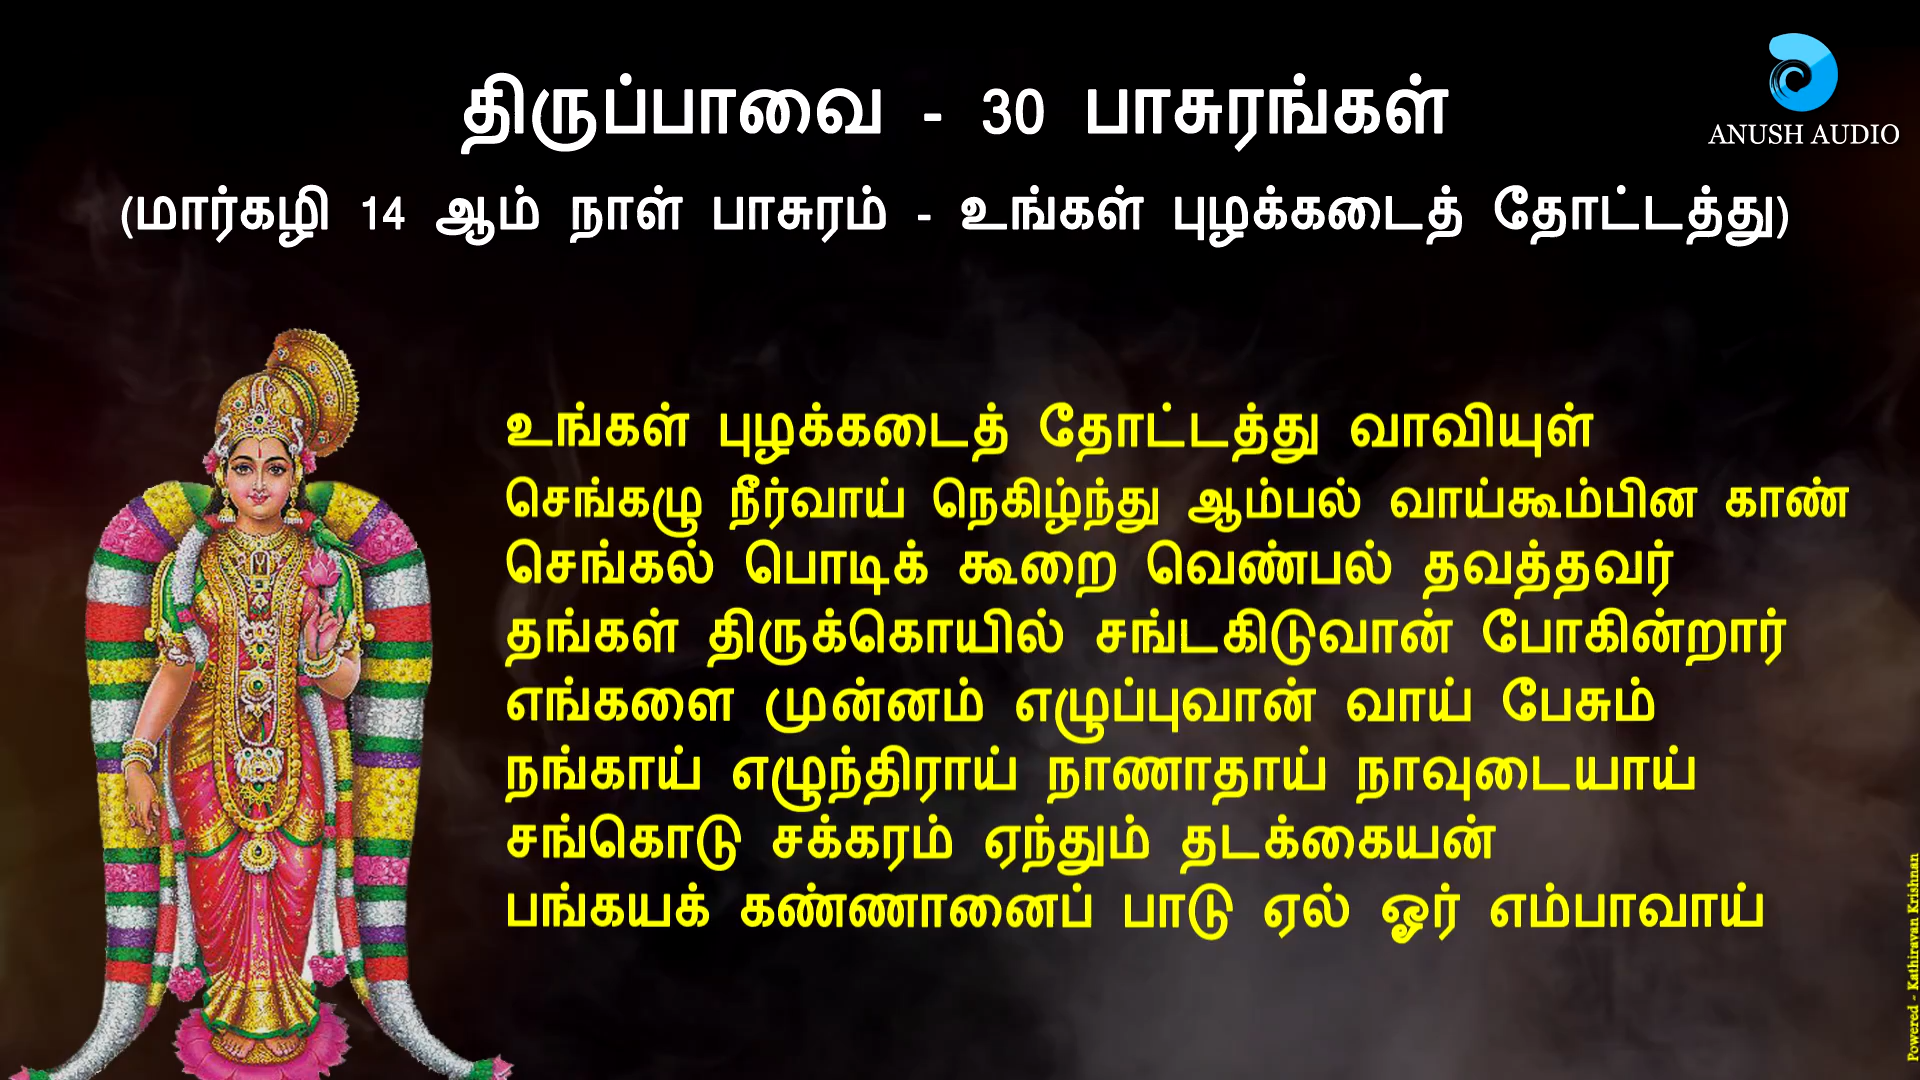 திருப்பாவை - 30 பாசுரங்கள்
ANUSH AUDIO
(மார்கழி 14 ஆம் நாள் பாசுரம் - உங்கள் புழக்கடைத் தோட்டத்து)
உங்கள் புழக்கடைத் தோட்டத்து வாவியுள்
செங்கழு நீர்வாய் நெகிழ்ந்து ஆம்பல் வாய்கூம்பின காண்
செங்கல் பொடிக் கூறை வெண்பல் தவத்தவர்
தங்கள் திருக்கொயில் சங்டகிடுவான் போகின்றார்
எங்களை முன்னம் எழுப்புவான் வாய் பேசும்
நங்காய் எழுந்திராய் நாணாதாய் நாவுடையாய்
சங்கொடு சக்கரம் ஏந்தும் தடக்கையன்
பங்கயக் கண்ணானைப் பாடு ஏல் ஓர் எம்பாவாய்
Powered ~ Kathiravan Krishnan